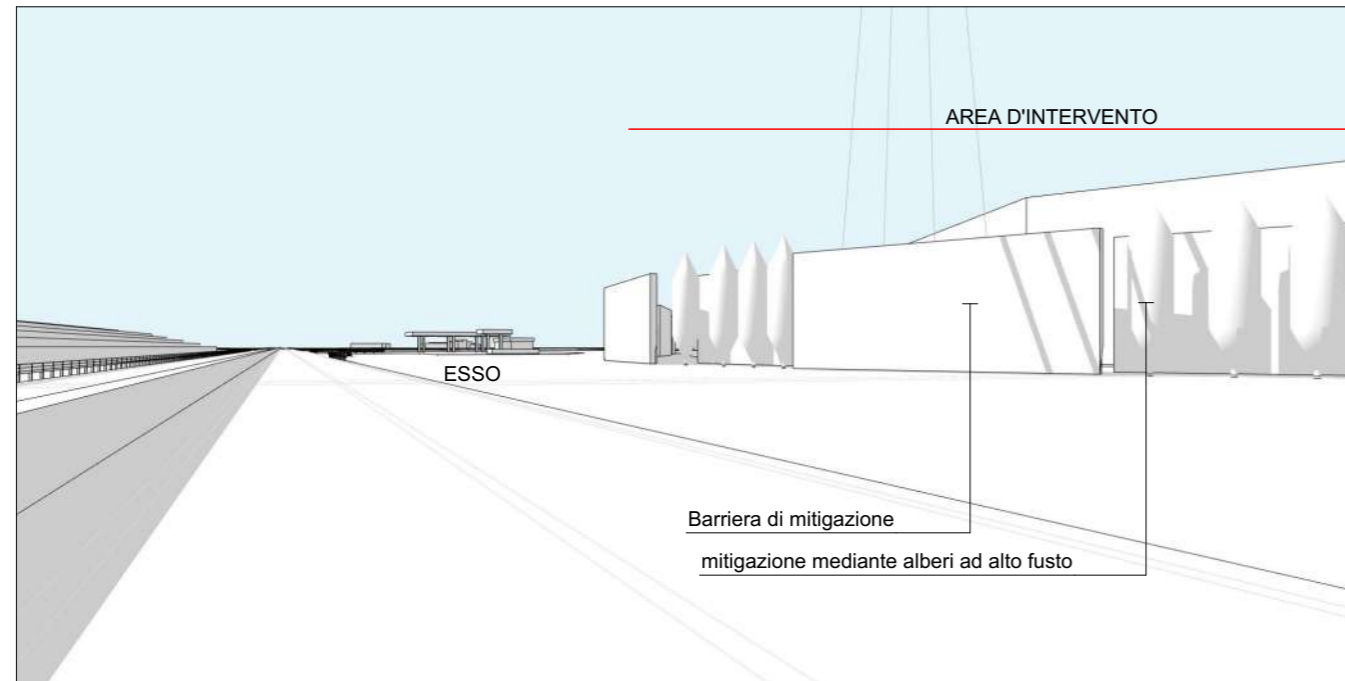 AREA D'INTERVENTO
ESSO
Barriera di mitigazione
mitigazione mediante alberi ad alto fusto